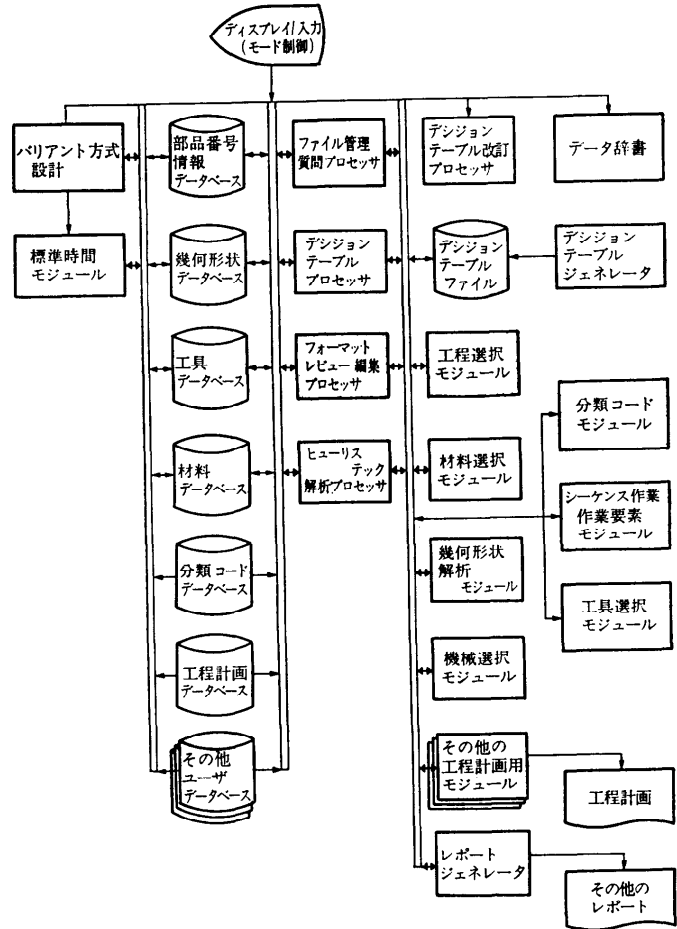 ディスプレイ/入力
(モード制御)
バリアント方式
設計
部品番号
情報
データベース
ファイル管理
質問プロセッサ
デシジョン
テーブル改訂
プロセッサ
データ辞書
標準時間
モジュール
幾何形状
データベース
デシジョン
テーブル
プロセッサ
デシジョン
テーブル
ファイル
デシジョン
テーブル
ジェネレータ
工具
データベース
フォーマット
レビュー編集
プロセッサ
工程選択
モジュール
分類コード
モジュール
材料
データベース
ヒューリス
テック
解析プロセッサ
材料選択
モジュール
シーケンス作業
作業要素
モジュール
分類コード
データベース
幾何形状
解析
モジュール
工具選択
モジュール
工程計画
データベース
機械選択
モジュール
その他
ユーザ
データベース
その他の
工程計画用
モジュール
工程計画
レポート
ジェネレータ
その他の
レポート